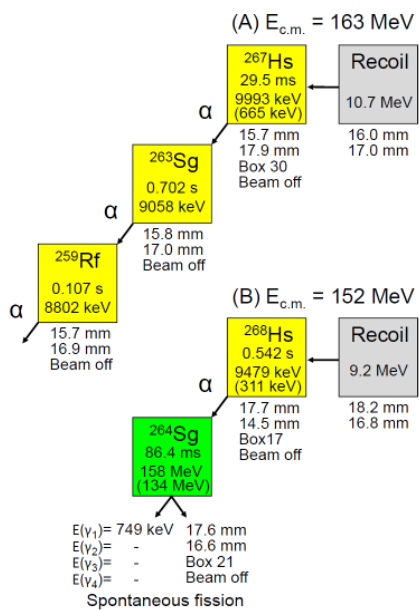 (A) E_c.m. = 163 MeV
²⁶⁷Hs
29.5 ms
9993 keV
(665 keV)
Recoil
10.7 MeV
α
15.7 mm
17.9 mm
Box 30
Beam off
16.0 mm
17.0 mm
²⁶³Sg
0.702 s
9058 keV
α
15.8 mm
17.0 mm
Beam off
²⁵⁹Rf
0.107 s
8802 keV
α
15.7 mm
16.9 mm
Beam off
(B) E_c.m. = 152 MeV
²⁶⁸Hs
0.542 s
9479 keV
(311 keV)
Recoil
9.2 MeV
α
17.7 mm
14.5 mm
Box17
Beam off
18.2 mm
16.8 mm
²⁶⁴Sg
86.4 ms
158 MeV
(134 MeV)
E(γ₁)= 749 keV
E(γ₂)= -
E(γ₃)= -
E(γ₄)= -
17.6 mm
16.6 mm
Box 21
Beam off
Spontaneous fission